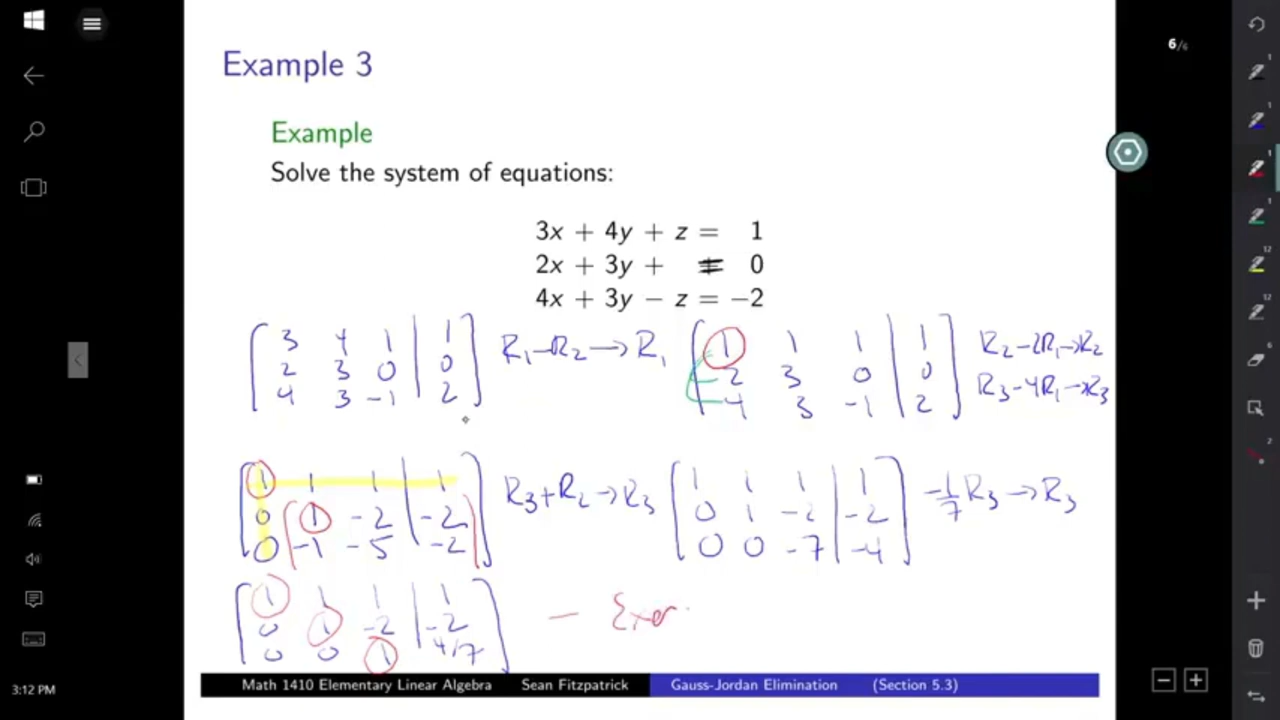 6/6
Example 3
Example
Solve the system of equations:
3x + 4y + z = 1
2x + 3y + = 0
4x + 3y − z = −2
3 4 1 | 1
2 3 0 | 0
4 3 −1 | 2
R₁ − R₂ → R₁
1 1 1 | 1
2 3 0 | 0
4 3 −1 | 2
R₂ − 2R₁ → R₂
R₃ − 4R₁ → R₃
1 1 1 | 1
0 1 −2 | −2
0 −1 −5 | −2
R₃ + R₂ → R₃
1 1 1 | 1
0 1 −2 | −2
0 0 −7 | −4
−1/7 R₃ → R₃
1 1 1 | 1
0 1 −2 | −2
0 0 1 | 4/7
— Exer
Math 1410 Elementary Linear Algebra Sean Fitzpatrick Gauss-Jordan Elimination (Section 5.3)
3:12 PM